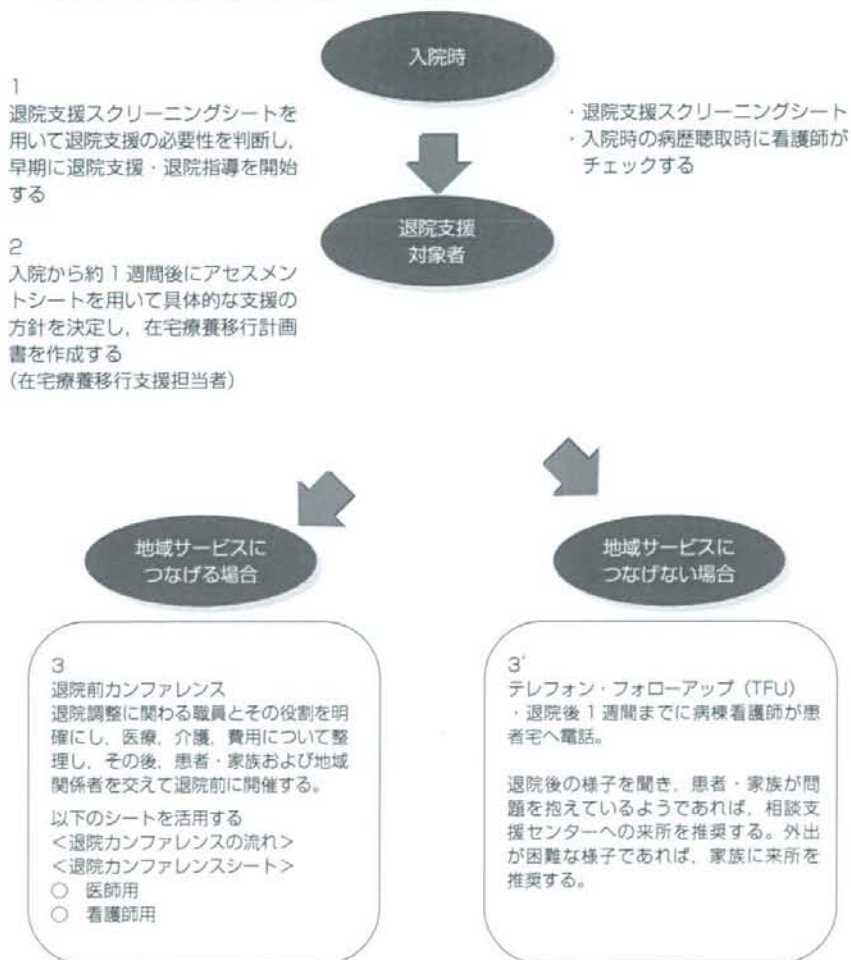 入院時
1
退院支援スクリーニングシートを
用いて退院支援の必要性を判断し,
早期に退院支援・退院指導を開始
する
・退院支援スクリーニングシート
・入院時の病歴聴取時に看護師が
チェックする
退院支援
対象者
2
入院から約1週間後にアセスメン
トシートを用いて具体的な支援の
方針を決定し,在宅療養移行計画
書を作成する
(在宅療養移行支援担当者)
地域サービスに
つなげる場合
3
退院前カンファレンス
退院調整に関わる職員とその役割を明
確にし,医療,介護,費用について整
理し,その後,患者・家族および地域
関係者を交えて退院前に開催する。
以下のシートを活用する
<退院カンファレンスの流れ>
<退院カンファレンスシート>
○ 医師用
○ 看護師用
地域サービスに
つなげない場合
3´
テレフォン・フォローアップ(TFU)
・退院後1週間までに病棟看護師が患
者宅へ電話。
退院後の様子を聞き,患者・家族が問
題を抱えているようであれば,相談支
援センターへの来所を推奨する。外出
が困難な様子であれば,家族に来所を
推奨する。